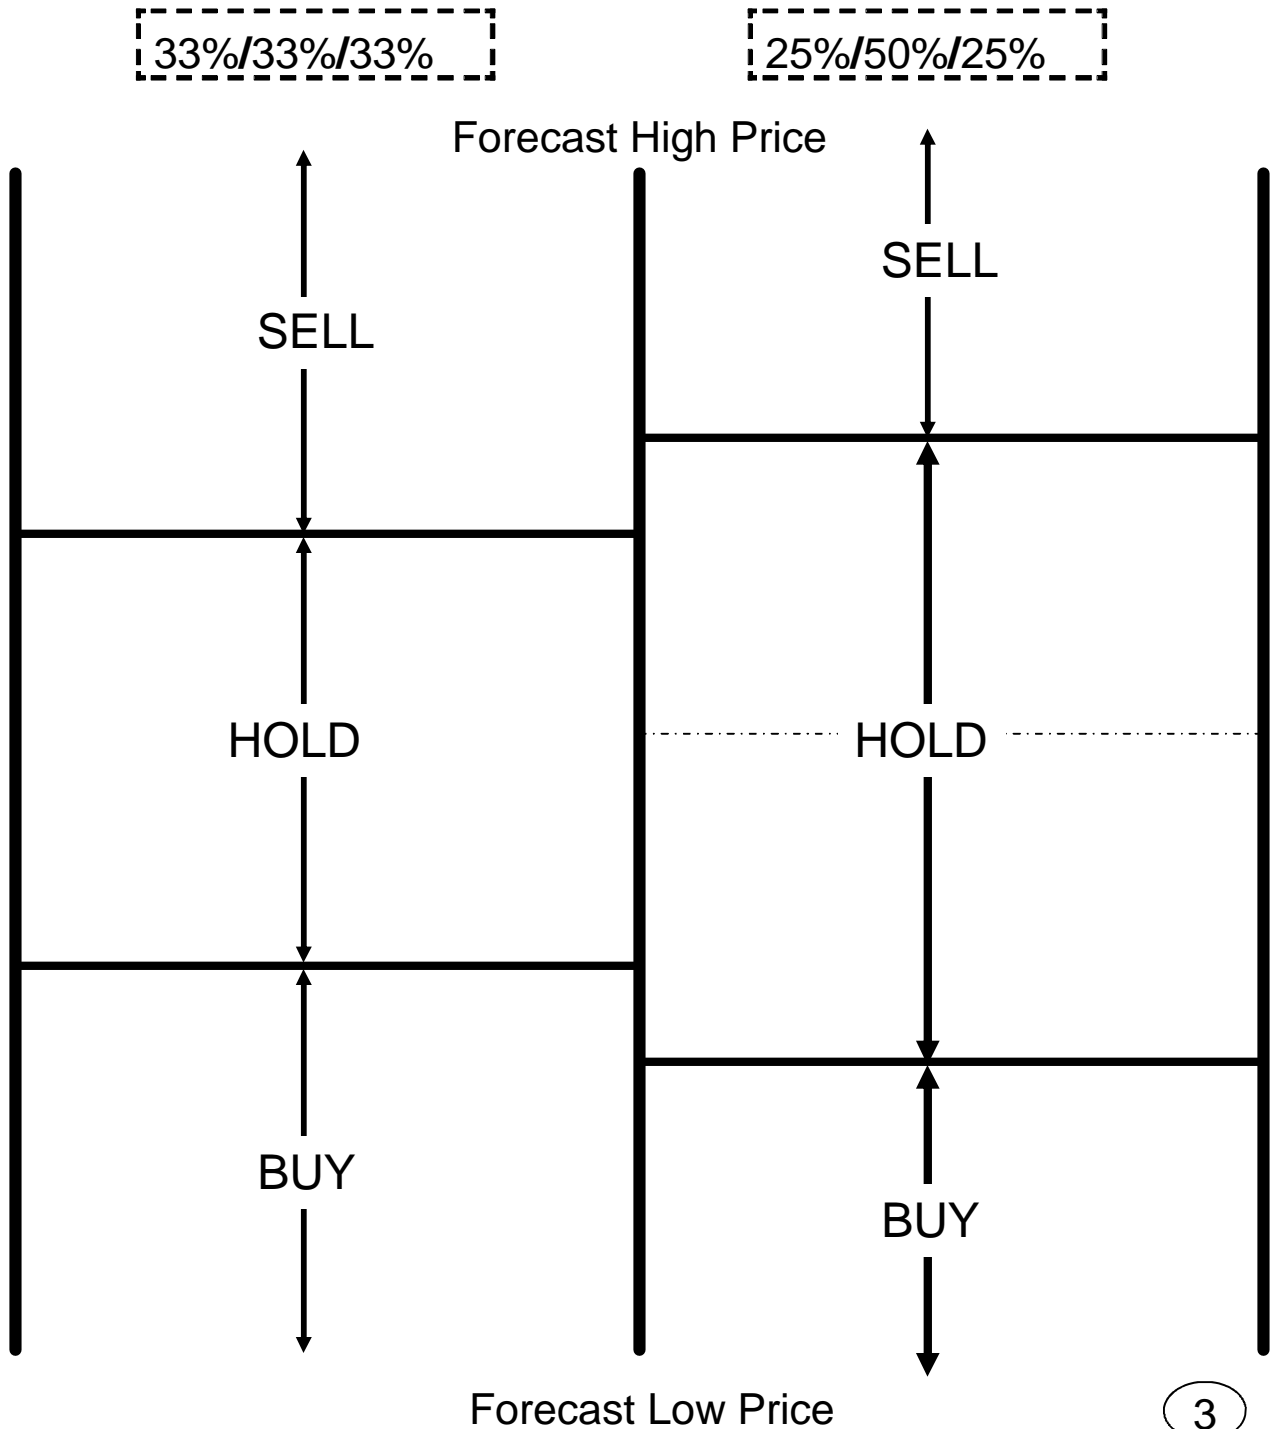 33%/33%/33%
25%/50%/25%
Forecast High Price
SELL
SELL
HOLD
HOLD
BUY
BUY
Forecast Low Price
3